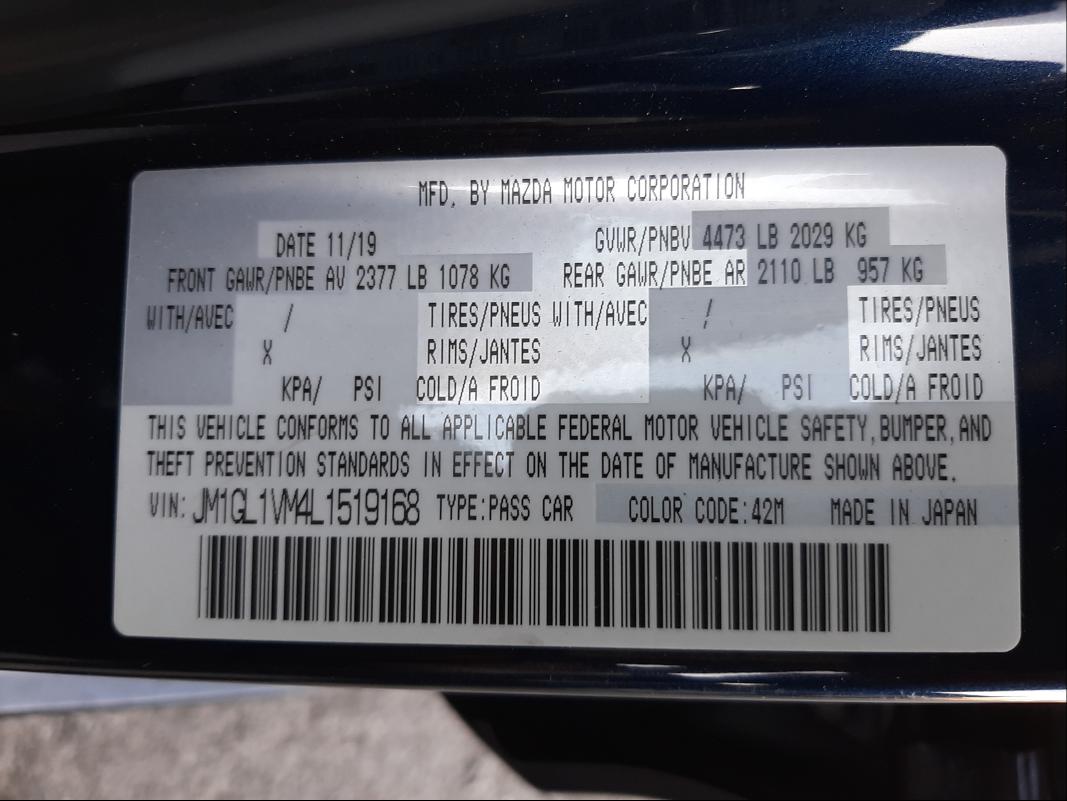 MFD. BY MAZDA MOTOR CORPORATION
DATE 11/19 GVWR/PNBV 4473 LB 2029 KG
FRONT GAWR/PNBE AV 2377 LB 1078 KG REAR GAWR/PNBE AR 2110 LB 957 KG
WITH/AVEC / TIRES/PNEUS WITH/AVEC / TIRES/PNEUS
X RIMS/JANTES X RIMS/JANTES
KPA/ PSI COLD/A FROID KPA/ PSI COLD/A FROID
THIS VEHICLE CONFORMS TO ALL APPLICABLE FEDERAL MOTOR VEHICLE SAFETY, BUMPER, AND
THEFT PREVENTION STANDARDS IN EFFECT ON THE DATE OF MANUFACTURE SHOWN ABOVE.
VIN: JM1GL1VM4L1519168 TYPE:PASS CAR COLOR CODE:42M MADE IN JAPAN